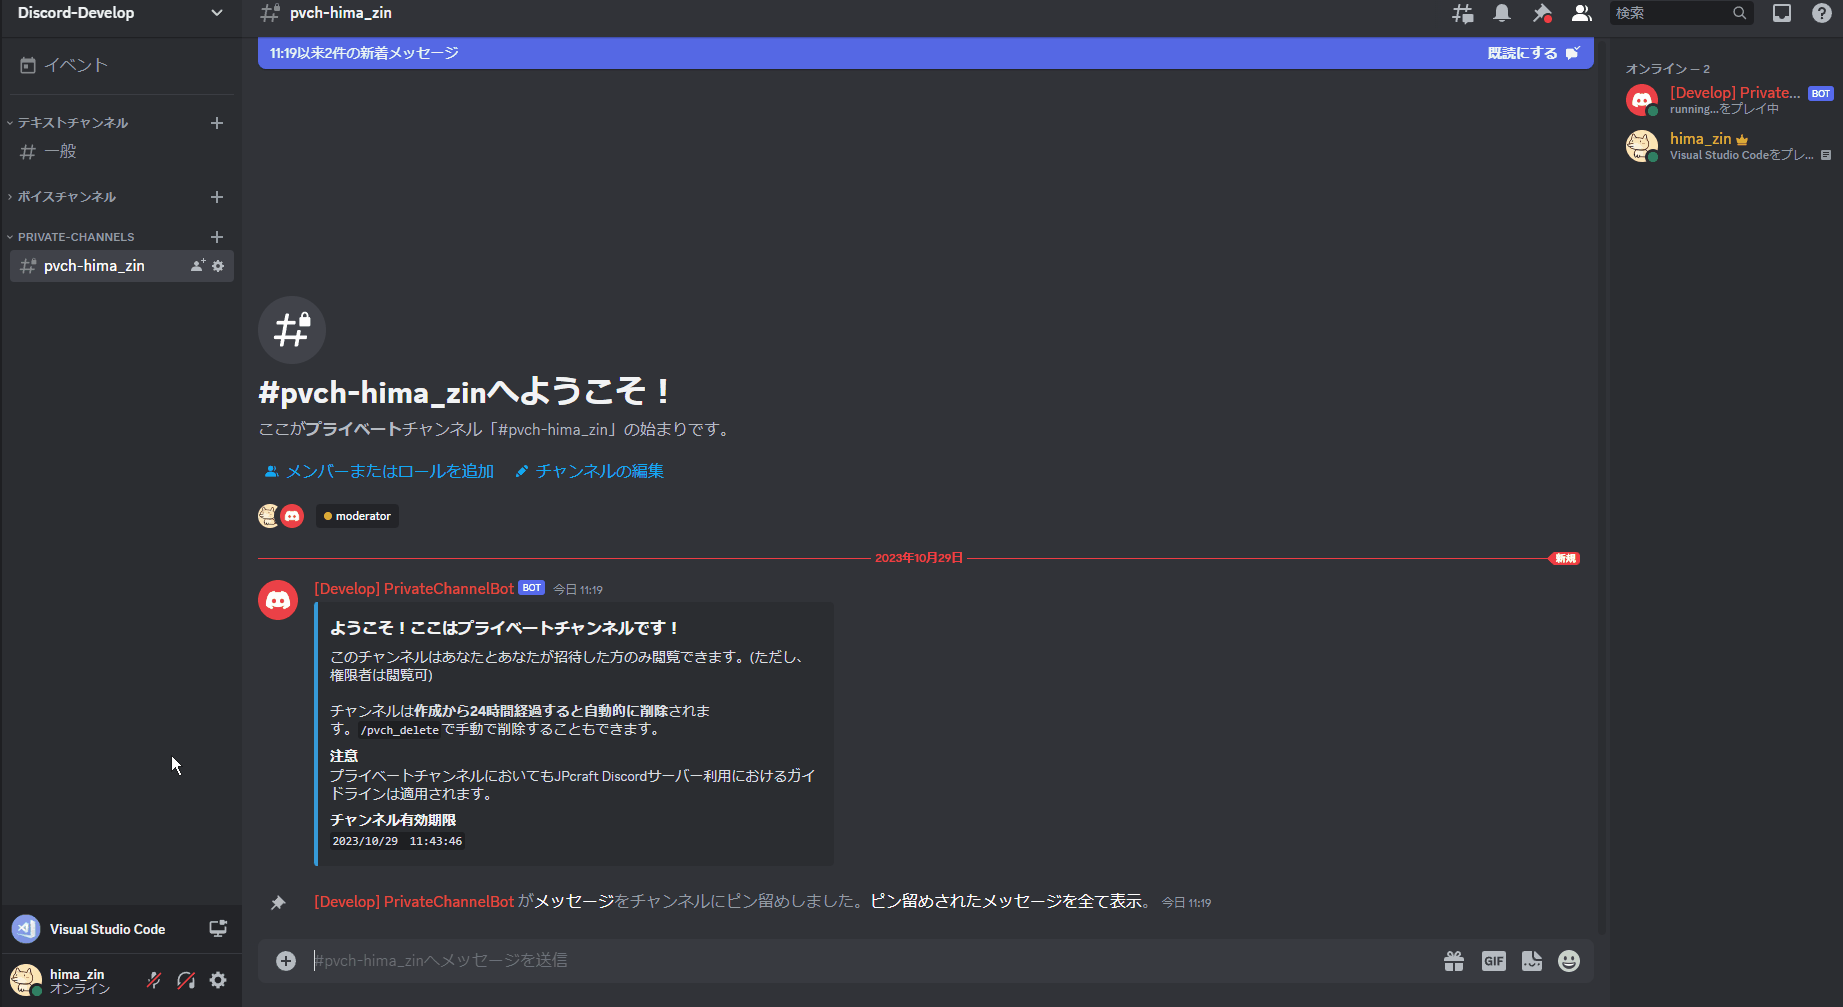 Discord-Develop
イベント
テキストチャンネル
一般
ボイスチャンネル
PRIVATE-CHANNELS
pvch-hima_zin
Visual Studio Code
hima_zin
オンライン
pvch-hima_zin
検索
11:19以来2件の新着メッセージ
既読にする
#pvch-hima_zinへようこそ！
ここがプライベートチャンネル「#pvch-hima_zin」の始まりです。
メンバーまたはロールを追加 チャンネルの編集
moderator
2023年10月29日
新規
[Develop] PrivateChannelBot BOT 今日 11:19
ようこそ！ここはプライベートチャンネルです！
このチャンネルはあなたとあなたが招待した方のみ閲覧できます。(ただし、
権限者は閲覧可)
チャンネルは作成から24時間経過すると自動的に削除されま
す。/pvch_deleteで手動で削除することもできます。
注意
プライベートチャンネルにおいてもJPcraft Discordサーバー利用におけるガイ
ドラインは適用されます。
チャンネル有効期限
2023/10/29 11:43:46
[Develop] PrivateChannelBot がメッセージをチャンネルにピン留めしました。ピン留めされたメッセージを全て表示。 今日 11:19
#pvch-hima_zinへメッセージを送信
GIF
オンライン — 2
[Develop] Private... BOT
running...をプレイ中
hima_zin
Visual Studio Codeをプレ...